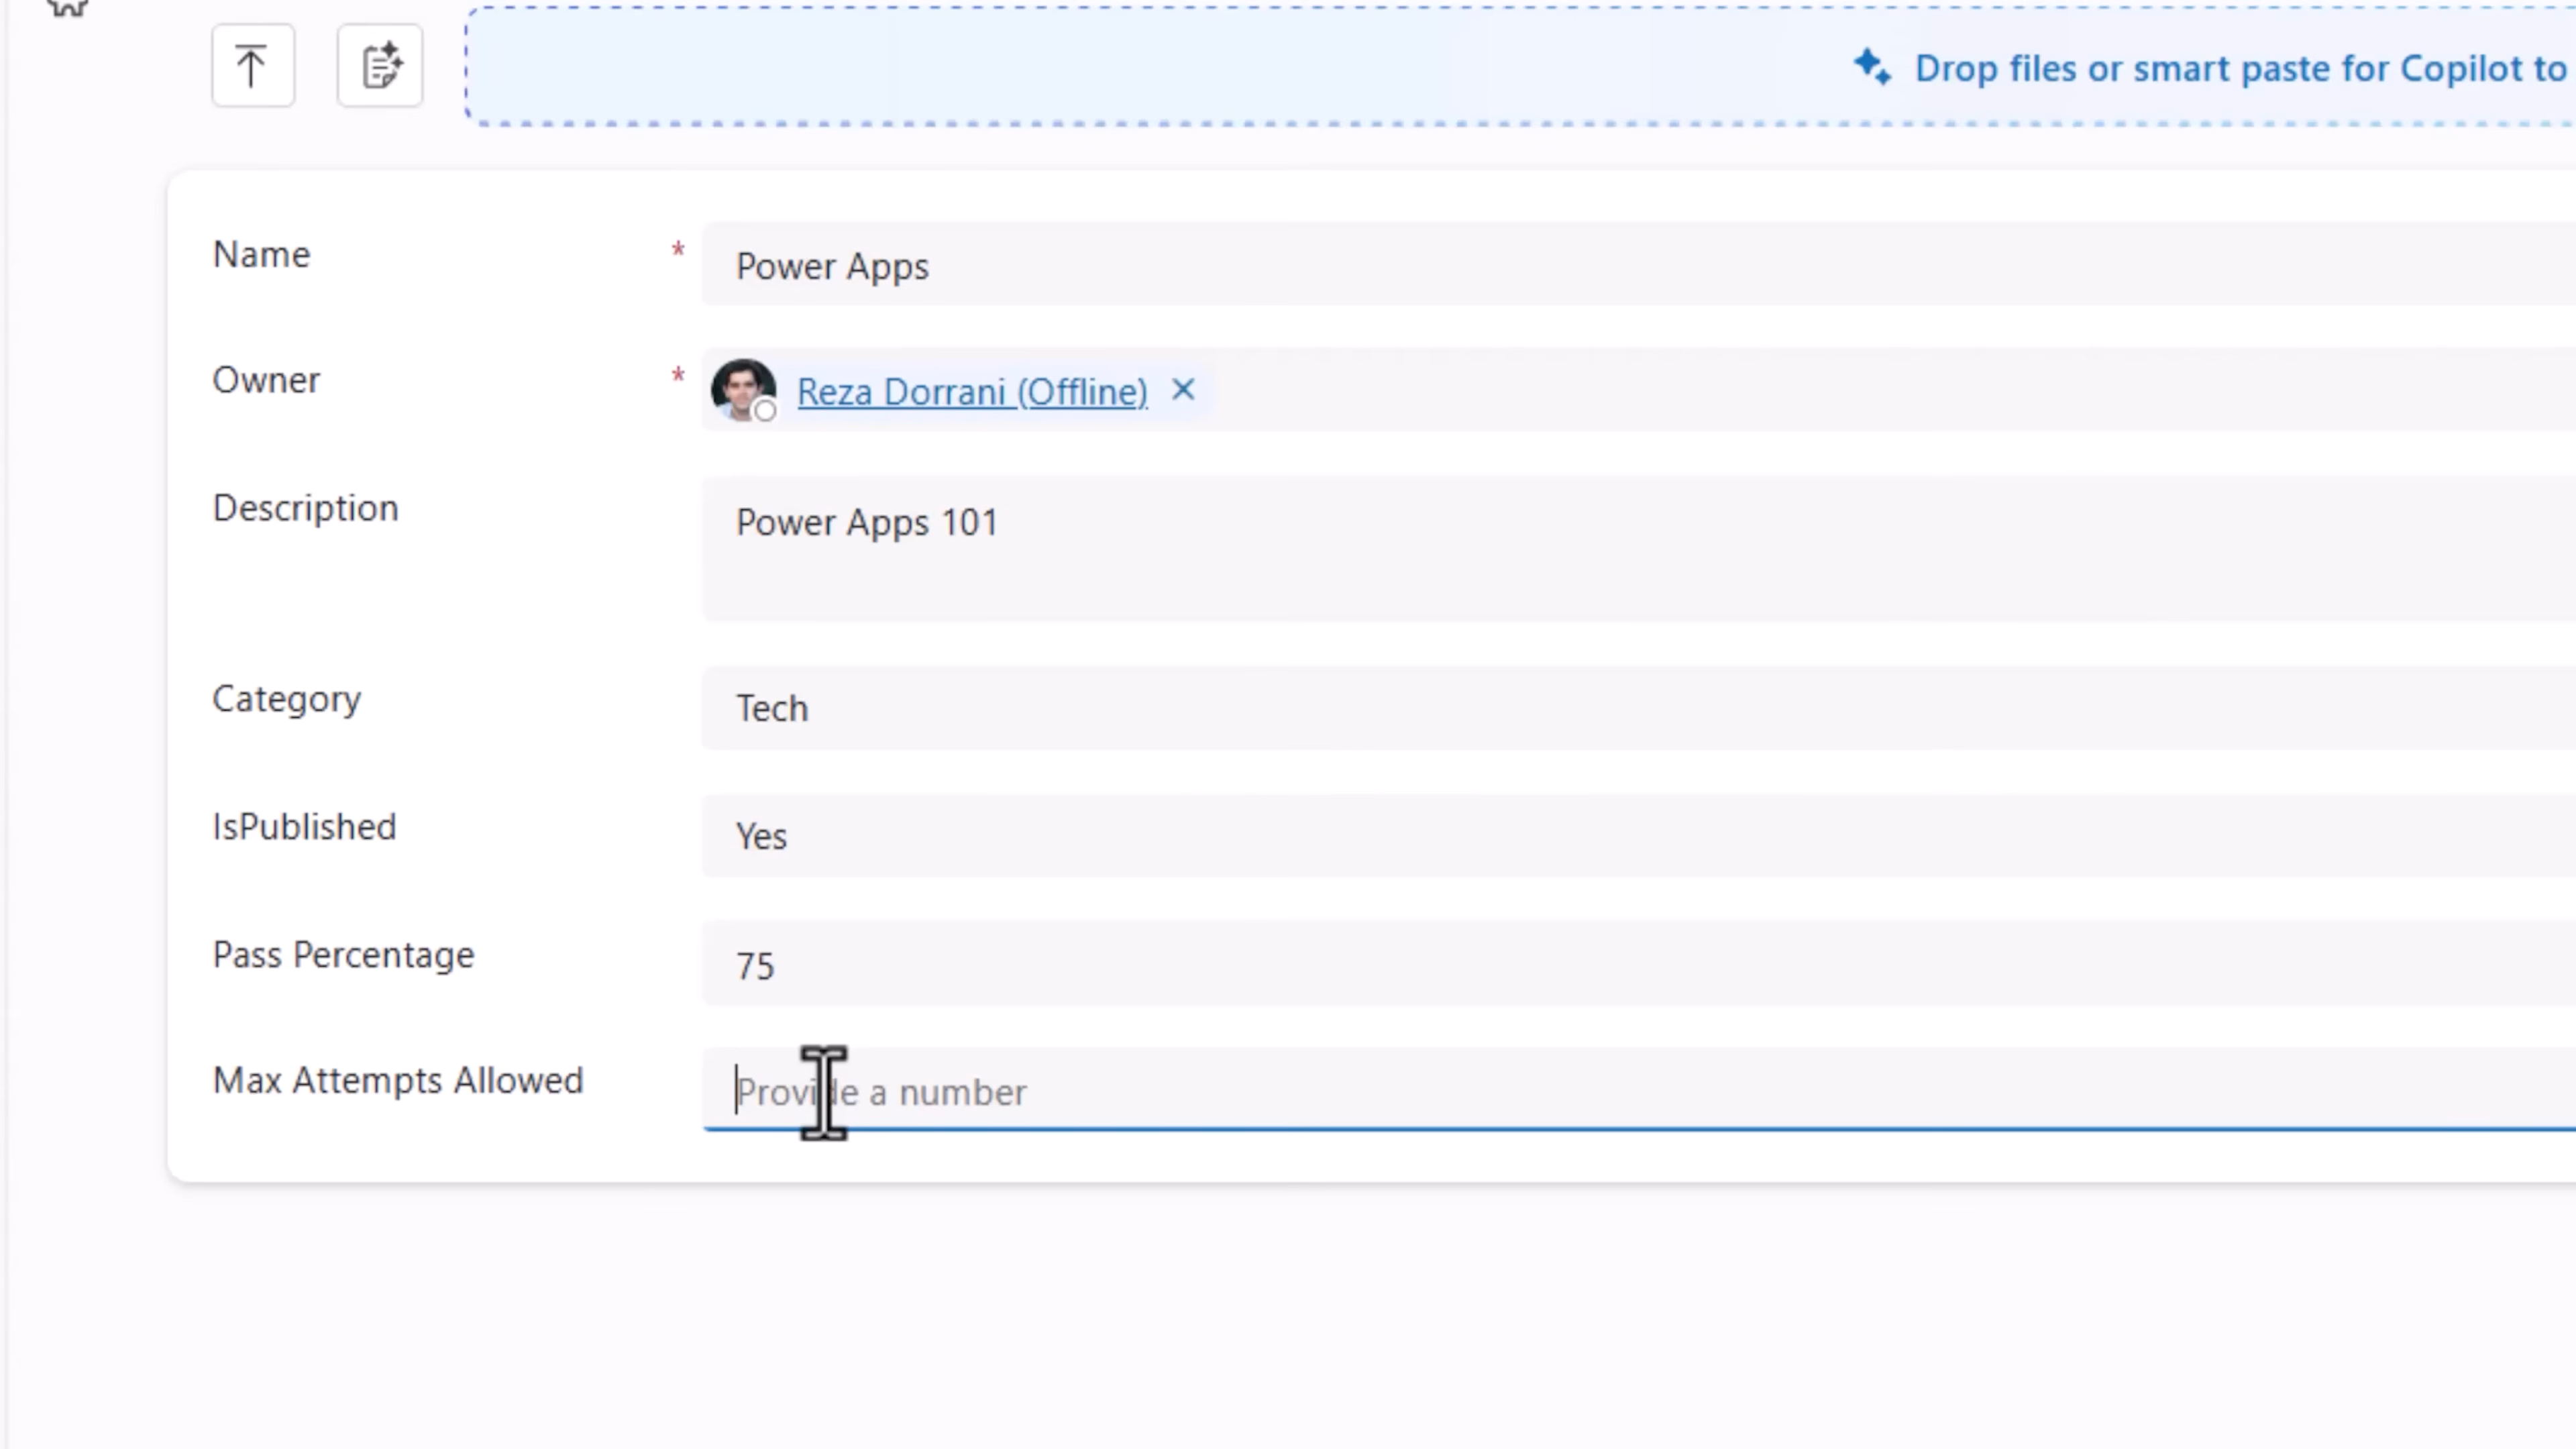 Drop files or smart paste for Copilot to
Name * Power Apps
Owner * Reza Dorrani (Offline)
Description Power Apps 101
Category Tech
IsPublished Yes
Pass Percentage 75
Max Attempts Allowed Provide a number